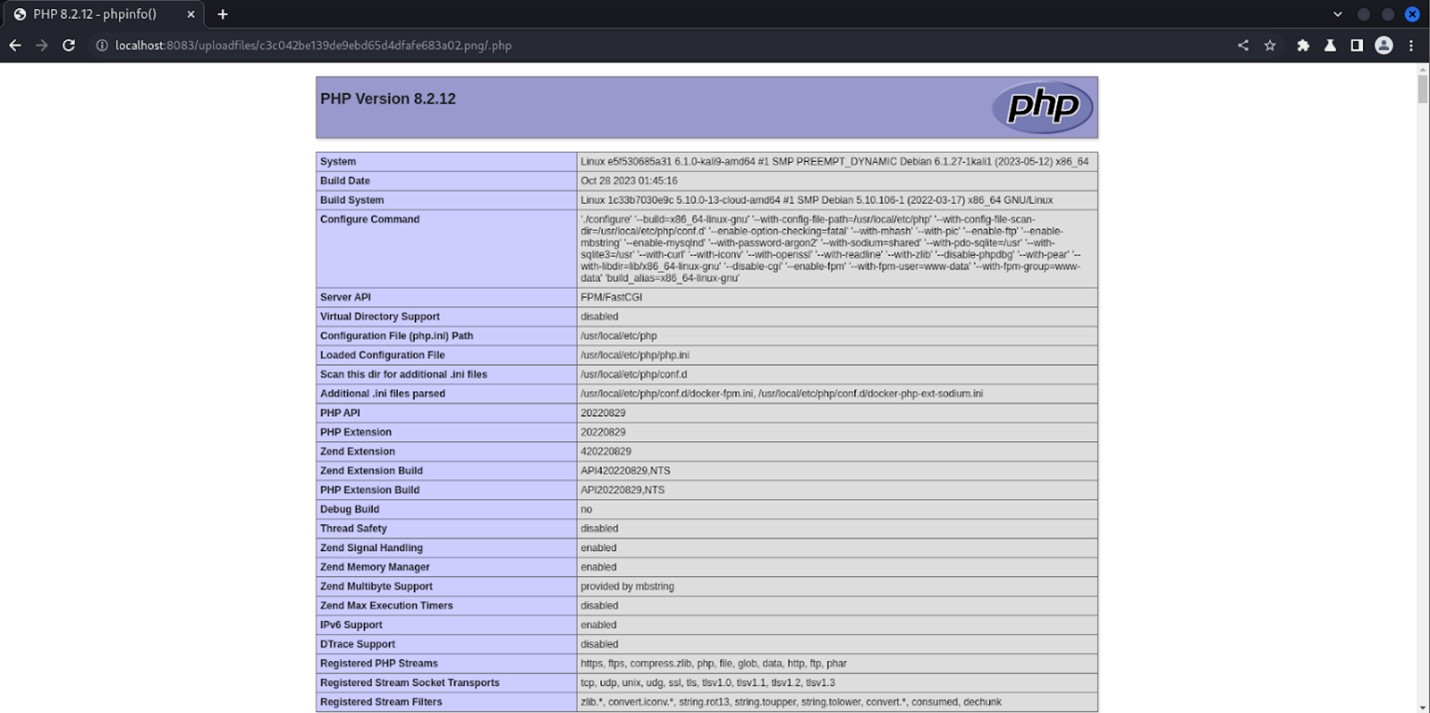 PHP 8.2.12 - phpinfo()
localhost:8083/uploadfiles/c3c042be139de9ebd65d4dfafe683a02.png/.php
PHP Version 8.2.12
php
System Linux e5f530685a31 6.1.0-kali9-amd64 #1 SMP PREEMPT_DYNAMIC Debian 6.1.27-1kali1 (2023-05-12) x86_64
Build Date Oct 28 2023 01:45:16
Build System Linux 1c33b7030e9c 5.10.0-13-cloud-amd64 #1 SMP Debian 5.10.106-1 (2022-03-17) x86_64 GNU/Linux
Configure Command './configure' '--build=x86_64-linux-gnu' '--with-config-file-path=/usr/local/etc/php' '--with-config-file-scan-
dir=/usr/local/etc/php/conf.d' '--enable-option-checking=fatal' '--with-mhash' '--with-pic' '--enable-ftp' '--enable-
mbstring' '--enable-mysqlnd' '--with-password-argon2' '--with-sodium=shared' '--with-pdo-sqlite=/usr' '--with-
sqlite3=/usr' '--with-curl' '--with-iconv' '--with-openssl' '--with-readline' '--with-zlib' '--disable-phpdbg' '--with-pear' '--
with-libdir=lib/x86_64-linux-gnu' '--disable-cgi' '--enable-fpm' '--with-fpm-user=www-data' '--with-fpm-group=www-
data' 'build_alias=x86_64-linux-gnu'
Server API FPM/FastCGI
Virtual Directory Support disabled
Configuration File (php.ini) Path /usr/local/etc/php
Loaded Configuration File /usr/local/etc/php/php.ini
Scan this dir for additional .ini files /usr/local/etc/php/conf.d
Additional .ini files parsed /usr/local/etc/php/conf.d/docker-fpm.ini, /usr/local/etc/php/conf.d/docker-php-ext-sodium.ini
PHP API 20220829
PHP Extension 20220829
Zend Extension 420220829
Zend Extension Build API420220829,NTS
PHP Extension Build API20220829,NTS
Debug Build no
Thread Safety disabled
Zend Signal Handling enabled
Zend Memory Manager enabled
Zend Multibyte Support provided by mbstring
Zend Max Execution Timers disabled
IPv6 Support enabled
DTrace Support disabled
Registered PHP Streams https, ftps, compress.zlib, php, file, glob, data, http, ftp, phar
Registered Stream Socket Transports tcp, udp, unix, udg, ssl, tls, tlsv1.0, tlsv1.1, tlsv1.2, tlsv1.3
Registered Stream Filters zlib.*, convert.iconv.*, string.rot13, string.toupper, string.tolower, convert.*, consumed, dechunk